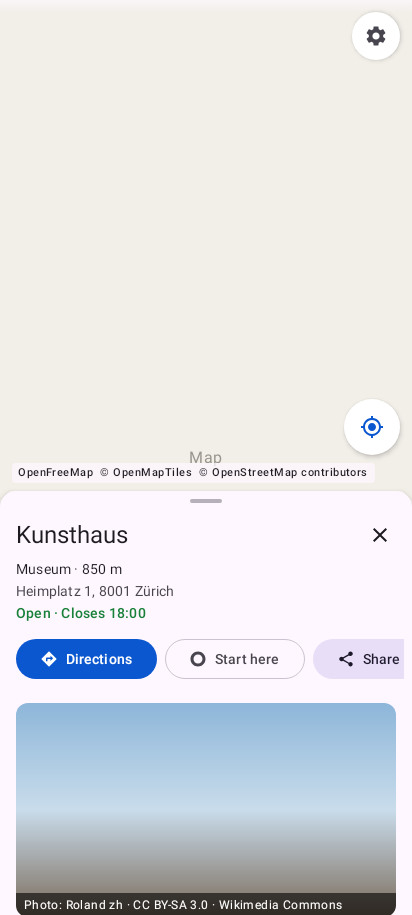 Map
OpenFreeMap © OpenMapTiles © OpenStreetMap contributors
Kunsthaus
Museum · 850 m
Heimplatz 1, 8001 Zürich
Open · Closes 18:00
Directions
Start here
Share
Photo: Roland zh · CC BY-SA 3.0 · Wikimedia Commons